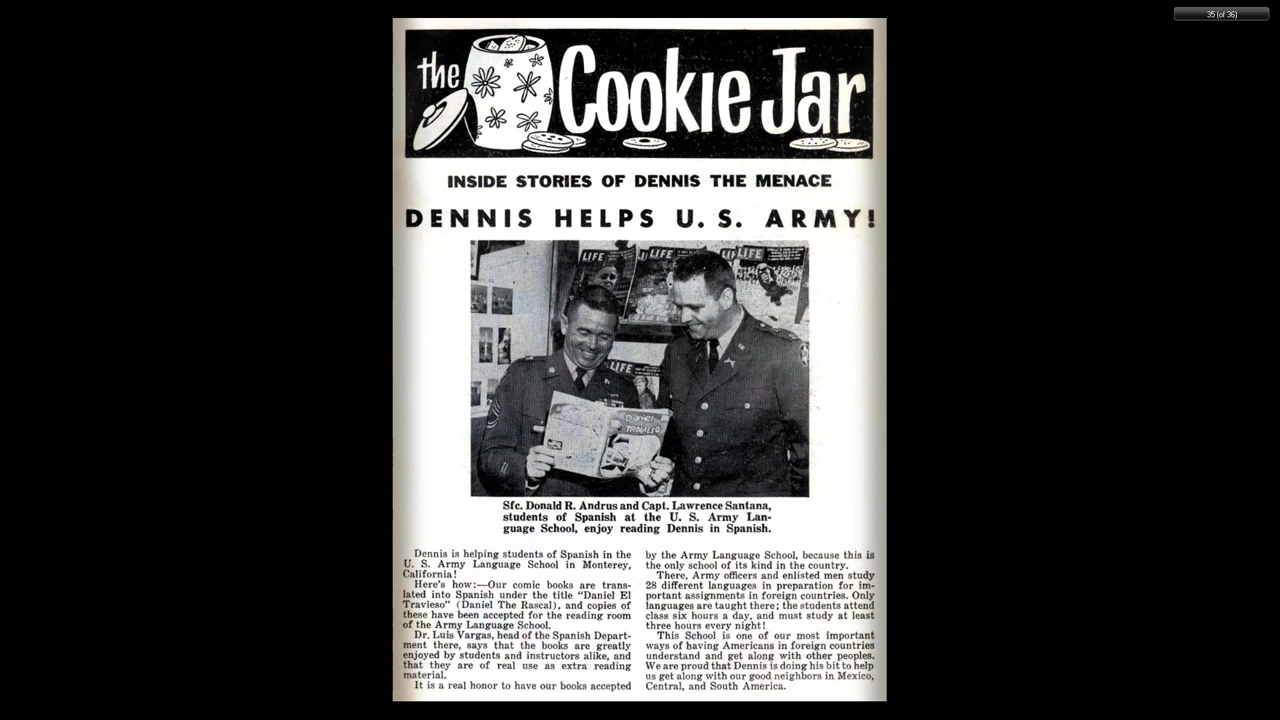 35 (of 36)
the Cookie Jar
INSIDE STORIES OF DENNIS THE MENACE
DENNIS HELPS U. S. ARMY!
LIFE
LIFE
LIFE
LIFE
Daniel
TRAVIESO
Sfc. Donald R. Andrus and Capt. Lawrence Santana,
students of Spanish at the U. S. Army Lan-
guage School, enjoy reading Dennis in Spanish.
Dennis is helping students of Spanish in the
U. S. Army Language School in Monterey,
California!
Here's how:—Our comic books are trans-
lated into Spanish under the title "Daniel El
Travieso" (Daniel The Rascal), and copies of
these have been accepted for the reading room
of the Army Language School.
Dr. Luis Vargas, head of the Spanish Depart-
ment there, says that the books are greatly
enjoyed by students and instructors alike, and
that they are of real use as extra reading
material.
It is a real honor to have our books accepted
by the Army Language School, because this is
the only school of its kind in the country.
There, Army officers and enlisted men study
28 different languages in preparation for im-
portant assignments in foreign countries. Only
languages are taught there; the students attend
class six hours a day, and must study at least
three hours every night!
This School is one of our most important
ways of having Americans in foreign countries
understand and get along with other peoples.
We are proud that Dennis is doing his bit to help
us get along with our good neighbors in Mexico,
Central, and South America.